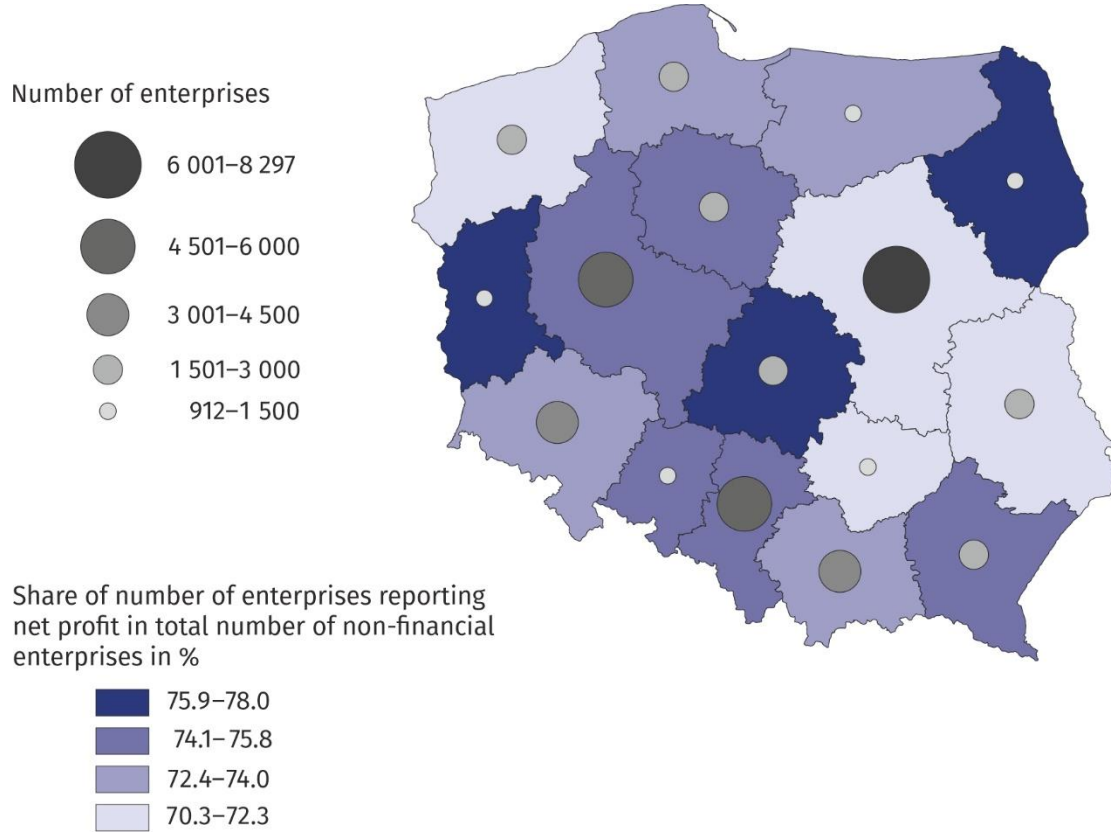 Number of enterprises
6 001–8 297
4 501–6 000
3 001–4 500
1 501–3 000
912–1 500
Share of number of enterprises reporting
net profit in total number of non-financial
enterprises in %
75.9–78.0
74.1–75.8
72.4–74.0
70.3–72.3